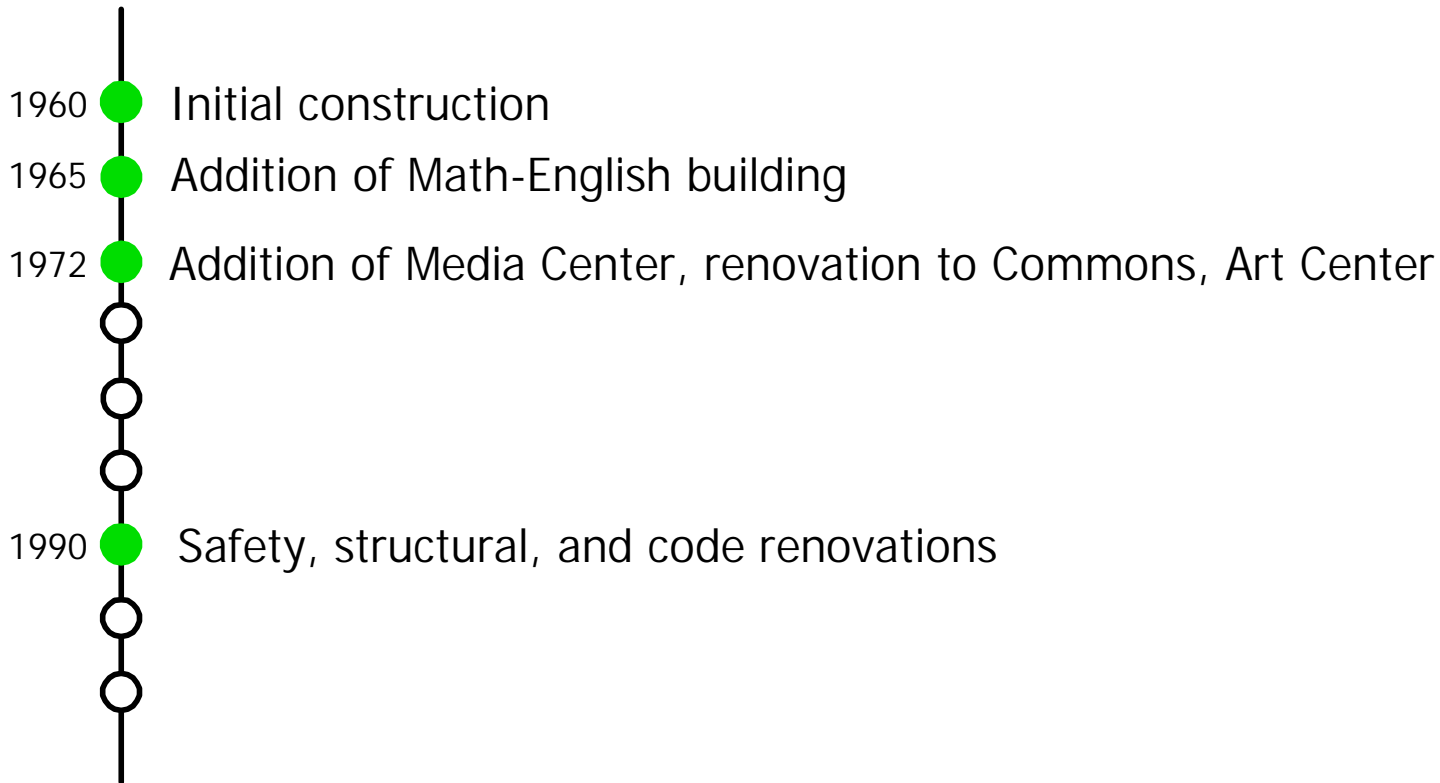 1960 Initial construction
1965 Addition of Math-English building
1972 Addition of Media Center, renovation to Commons, Art Center
1990 Safety, structural, and code renovations